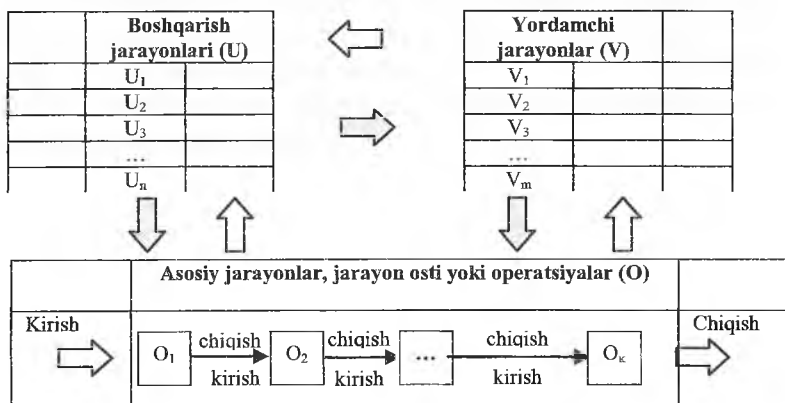 Boshqarish
jarayonlari (U)
U1
U2
U3
...
Un
Yordamchi
jarayonlar (V)
V1
V2
V3
...
Vm
Asosiy jarayonlar, jarayon osti yoki operatsiyalar (O)
Kirish
O1
chiqish
kirish
O2
chiqish
kirish
...
chiqish
kirish
Oк
Chiqish